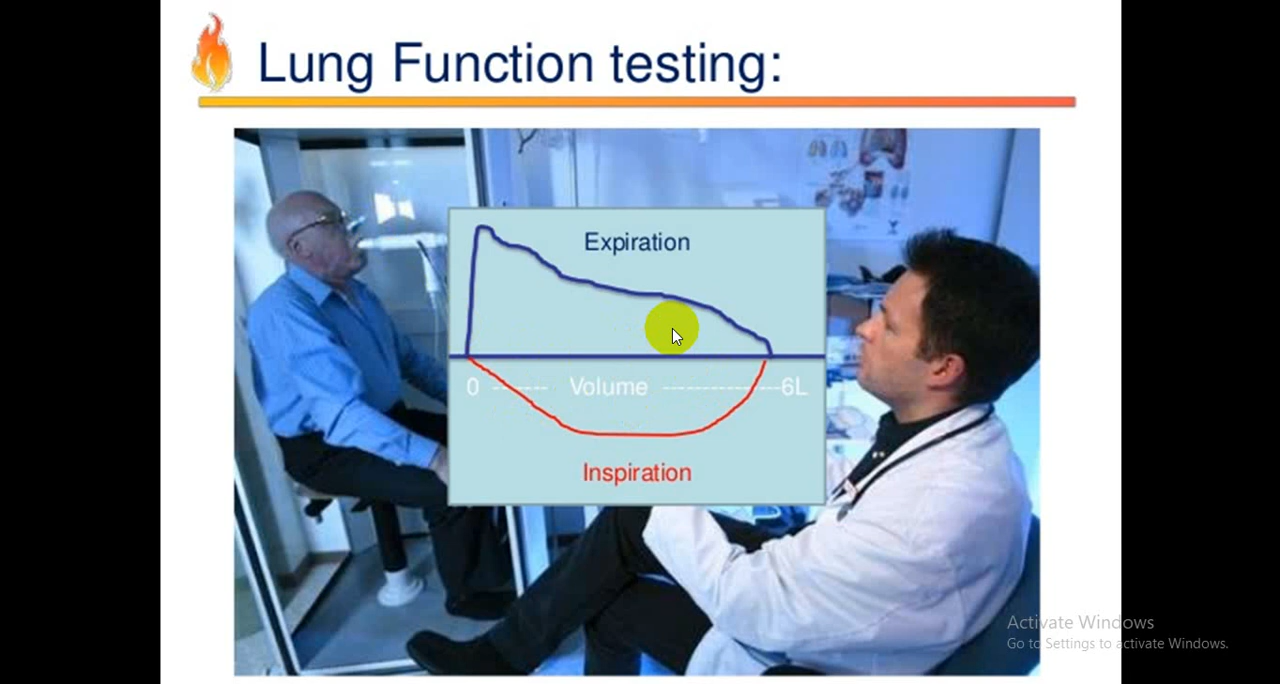 Lung Function testing:
Expiration
0 ------- Volume ----------------6L
Inspiration
Activate Windows
Go to Settings to activate Windows.